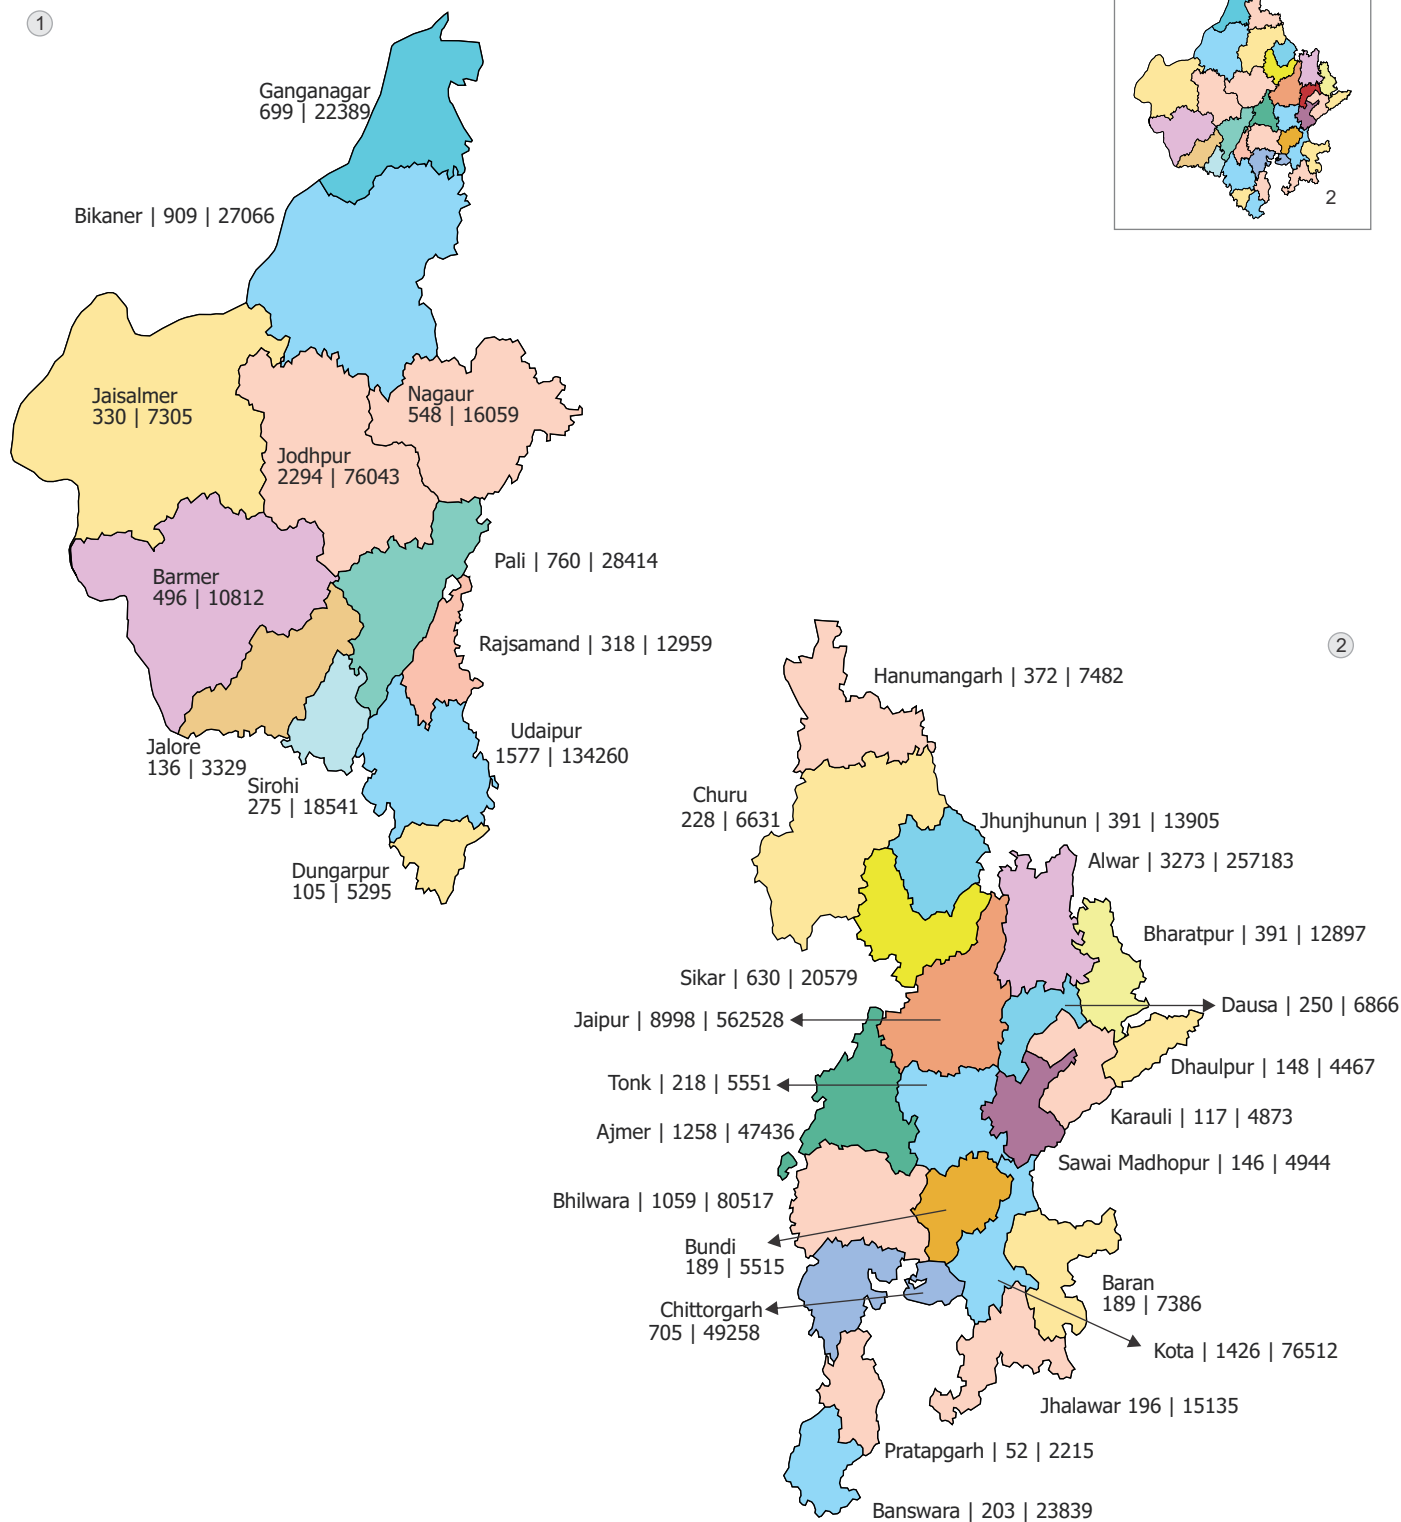 1
Ganganagar
699 | 22389
Bikaner | 909 | 27066
2
Jaisalmer
330 | 7305
Nagaur
548 | 16059
Jodhpur
2294 | 76043
Pali | 760 | 28414
Barmer
496 | 10812
Rajsamand | 318 | 12959
Udaipur
1577 | 134260
Jalore
136 | 3329
Sirohi
275 | 18541
Dungarpur
105 | 5295
2
Hanumangarh | 372 | 7482
Churu
228 | 6631
Jhunjhunun | 391 | 13905
Alwar | 3273 | 257183
Bharatpur | 391 | 12897
Sikar | 630 | 20579
Dausa | 250 | 6866
Jaipur | 8998 | 562528
Dhaulpur | 148 | 4467
Tonk | 218 | 5551
Karauli | 117 | 4873
Ajmer | 1258 | 47436
Sawai Madhopur | 146 | 4944
Bhilwara | 1059 | 80517
Bundi
189 | 5515
Baran
189 | 7386
Chittorgarh
705 | 49258
Kota | 1426 | 76512
Jhalawar 196 | 15135
Pratapgarh | 52 | 2215
Banswara | 203 | 23839